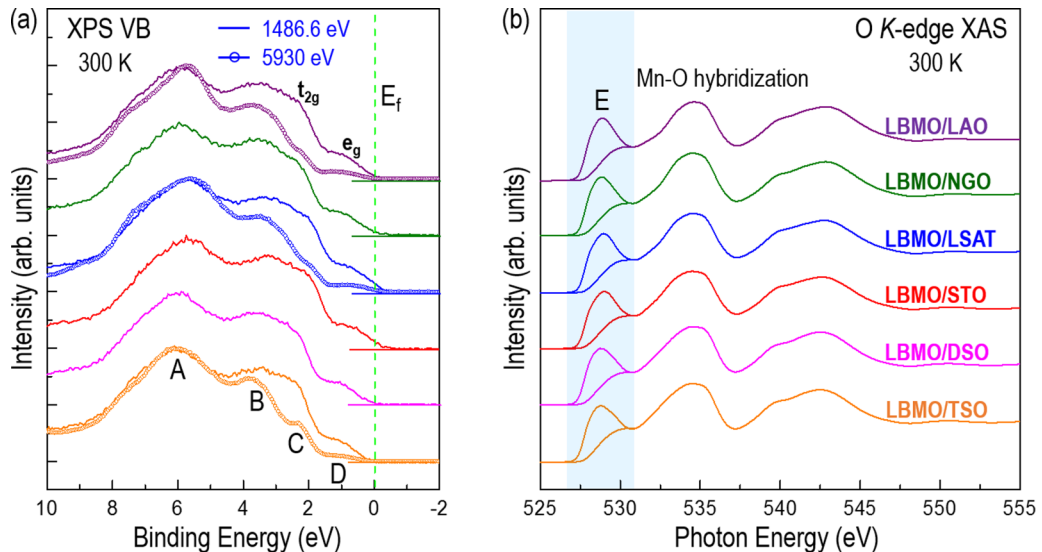 (a)
XPS VB
300 K
1486.6 eV
5930 eV
t2g
eg
Ef
A
B
C
D
Intensity (arb. units)
10 8 6 4 2 0 -2
Binding Energy (eV)
(b)
O K-edge XAS
300 K
Mn-O hybridization
E
LBMO/LAO
LBMO/NGO
LBMO/LSAT
LBMO/STO
LBMO/DSO
LBMO/TSO
Intensity (arb. units)
525 530 535 540 545 550 555
Photon Energy (eV)